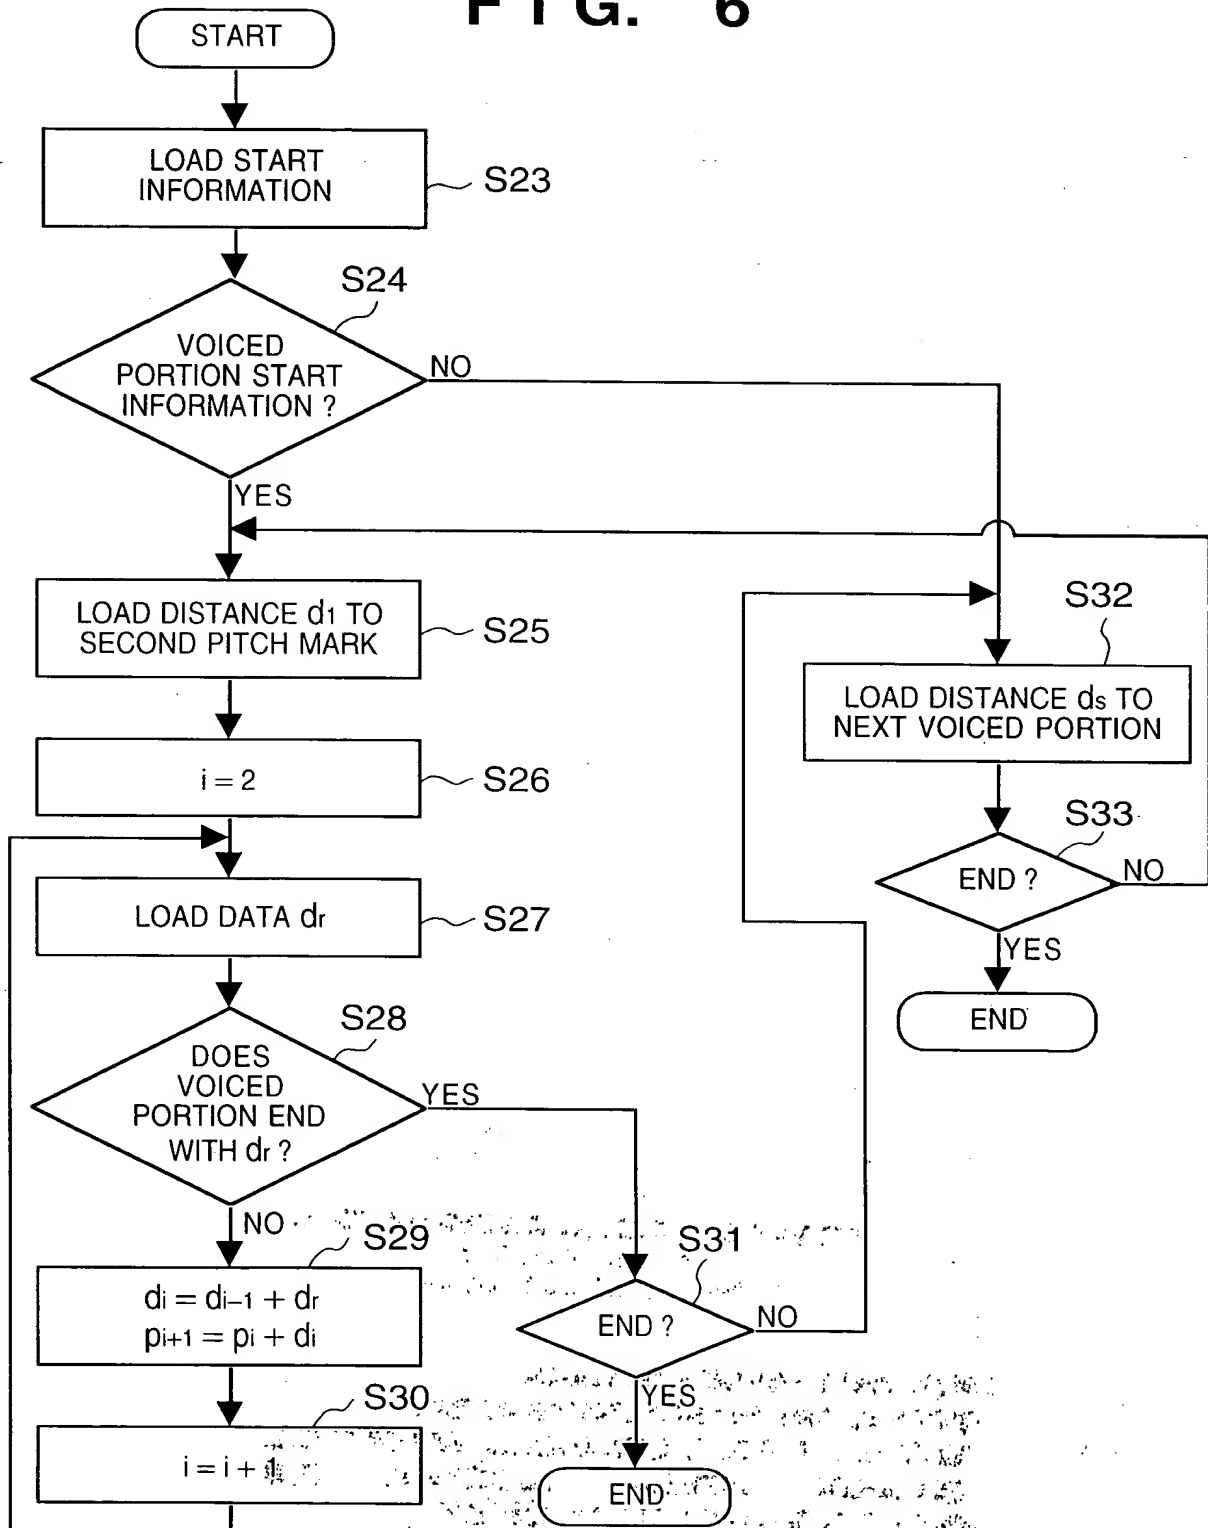 FIG. 6
START
LOAD START
INFORMATION
S23
S24
VOICED
PORTION START
INFORMATION ?
NO
YES
LOAD DISTANCE d1 TO
SECOND PITCH MARK
S25
S32
LOAD DISTANCE ds TO
NEXT VOICED PORTION
i = 2
S26
S33
END ?
NO
YES
END
LOAD DATA dr
S27
S28
DOES
VOICED
PORTION END
WITH dr ?
YES
NO
S29
di = di−1 + dr
pi+1 = pi + di
S31
END ?
NO
YES
END
S30
i = i + 1